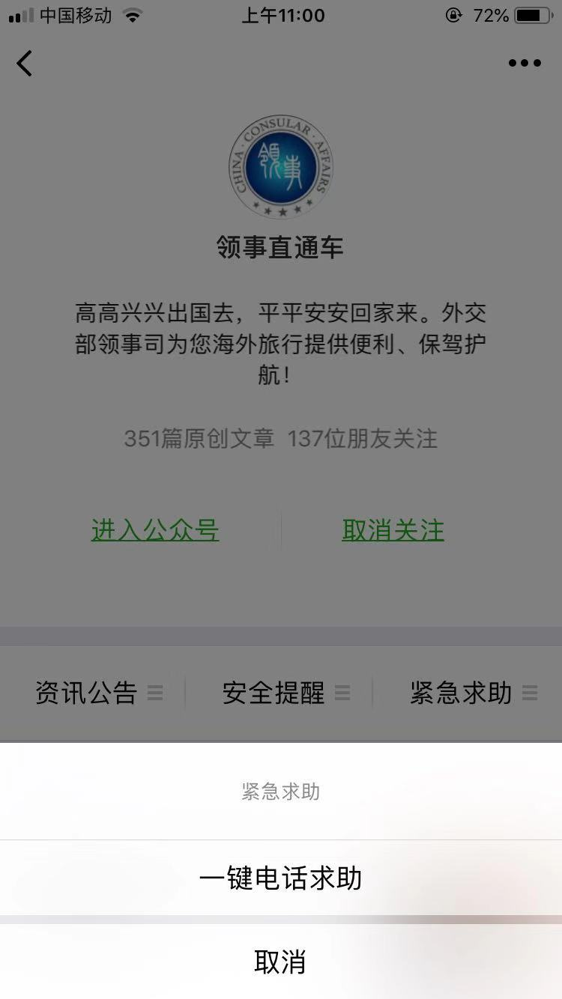 中国移动 上午11:00 72%
CHINA · CONSULAR · AFFAIRS
領事
领事直通车
高高兴兴出国去，平平安安回家来。外交
部领事司为您海外旅行提供便利、保驾护
航！
351篇原创文章 137位朋友关注
进入公众号 取消关注
资讯公告 安全提醒 紧急求助
紧急求助
一键电话求助
取消